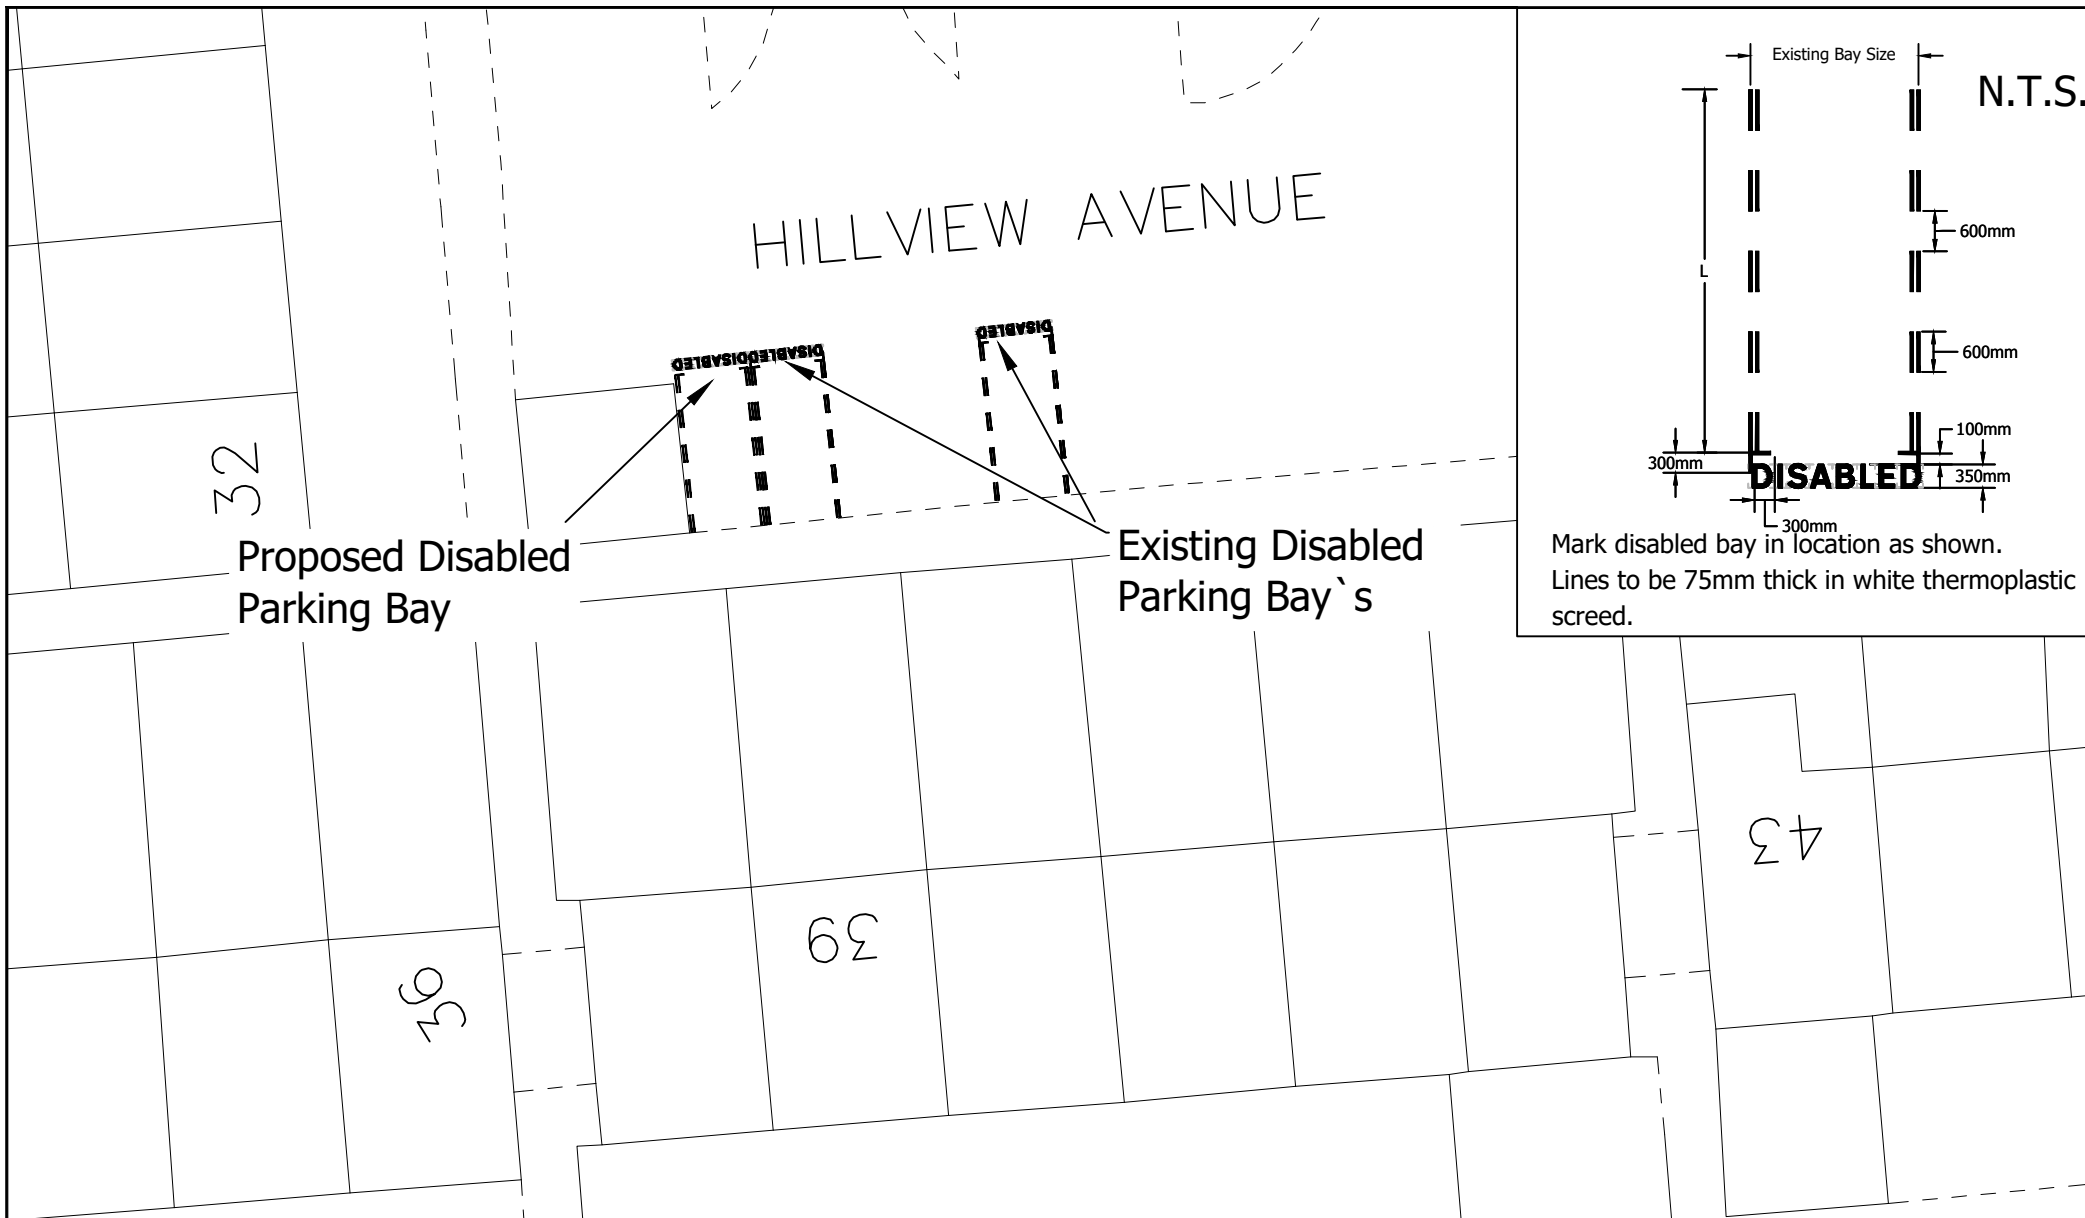 Existing Bay Size
N.T.S.
HILLVIEW AVENUE
600mm
L
DISABLED
DISABLED
DISABLED
600mm
100mm
300mm
350mm
DISABLED
300mm
32
Proposed Disabled
Parking Bay
Existing Disabled
Parking Bay`s
Mark disabled bay in location as shown.
Lines to be 75mm thick in white thermoplastic
screed.
43
39
36